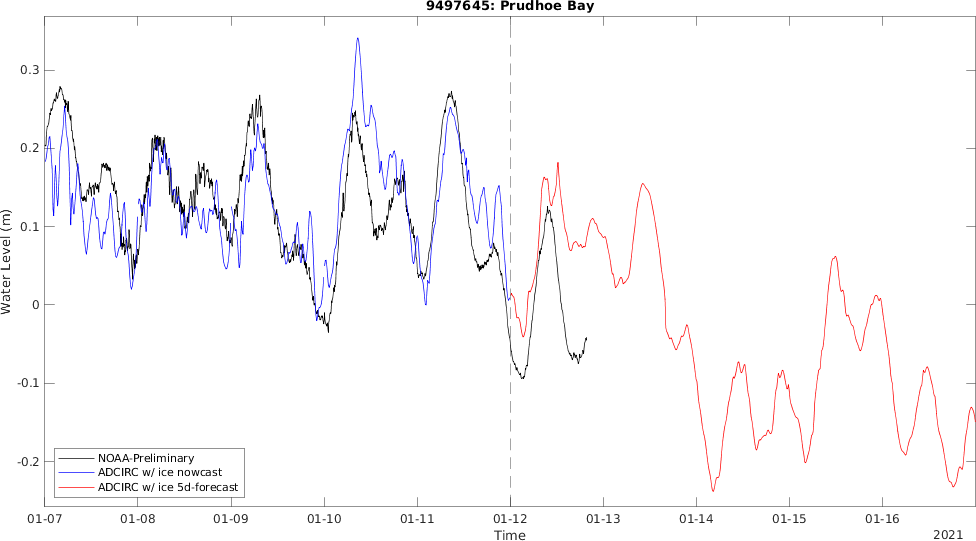 9497645: Prudhoe Bay
Water Level (m)
0.3
0.2
0.1
0
-0.1
-0.2
NOAA-Preliminary
ADCIRC w/ ice nowcast
ADCIRC w/ ice 5d-forecast
01-07 01-08 01-09 01-10 01-11 01-12 01-13 01-14 01-15 01-16
Time
2021